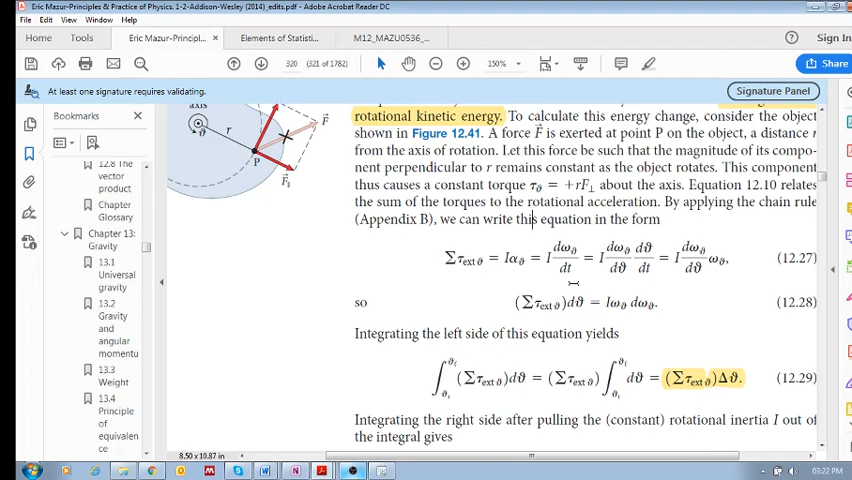 Eric Mazur-Principles & Practice of Physics. 1-2-Addison-Wesley (2014)_edits.pdf - Adobe Acrobat Reader DC
File Edit View Window Help
Home Tools Eric Mazur-Princip... × Elements of Statisti... M12_MAZU0536_... Sign In
320 (321 of 1782) 150% Share
At least one signature requires validating. Signature Panel
Bookmarks
12.8 The
vector
product
Chapter
Glossary
Chapter 13:
Gravity
13.1
Universal
gravity
13.2
Gravity
and
angular
momentu
13.3
Weight
13.4
Principle
of
equivalen
ce
axis
ϑ r F⃗
P
F⃗⊥
rotational kinetic energy. To calculate this energy change, consider the object
shown in Figure 12.41. A force F⃗ is exerted at point P on the object, a distance r
from the axis of rotation. Let this force be such that the magnitude of its compo-
nent perpendicular to r remains constant as the object rotates. This component
thus causes a constant torque τϑ = +rF⊥ about the axis. Equation 12.10 relates
the sum of the torques to the rotational acceleration. By applying the chain rule
(Appendix B), we can write this equation in the form
Στext ϑ = Iαϑ = I dωϑ/dt = I dωϑ/dϑ dϑ/dt = I dωϑ/dϑ ωϑ, (12.27)
so (Στext ϑ)dϑ = Iωϑ dωϑ. (12.28)
Integrating the left side of this equation yields
∫ϑi^ϑf (Στext ϑ)dϑ = (Στext ϑ) ∫ϑi^ϑf dϑ = (Στext ϑ)Δϑ. (12.29)
Integrating the right side after pulling the (constant) rotational inertia I out of
the integral gives
8.50 x 10.87 in
03:22 PM